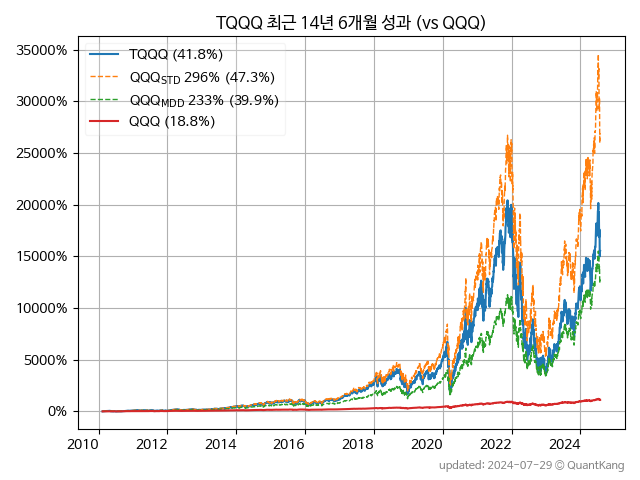 TQQQ 최근 14년 6개월 성과 (vs QQQ)
35000%
30000%
25000%
20000%
15000%
10000%
5000%
0%
TQQQ (41.8%)
QQQSTD 296% (47.3%)
QQQMDD 233% (39.9%)
QQQ (18.8%)
2010 2012 2014 2016 2018 2020 2022 2024
updated: 2024-07-29 © QuantKang